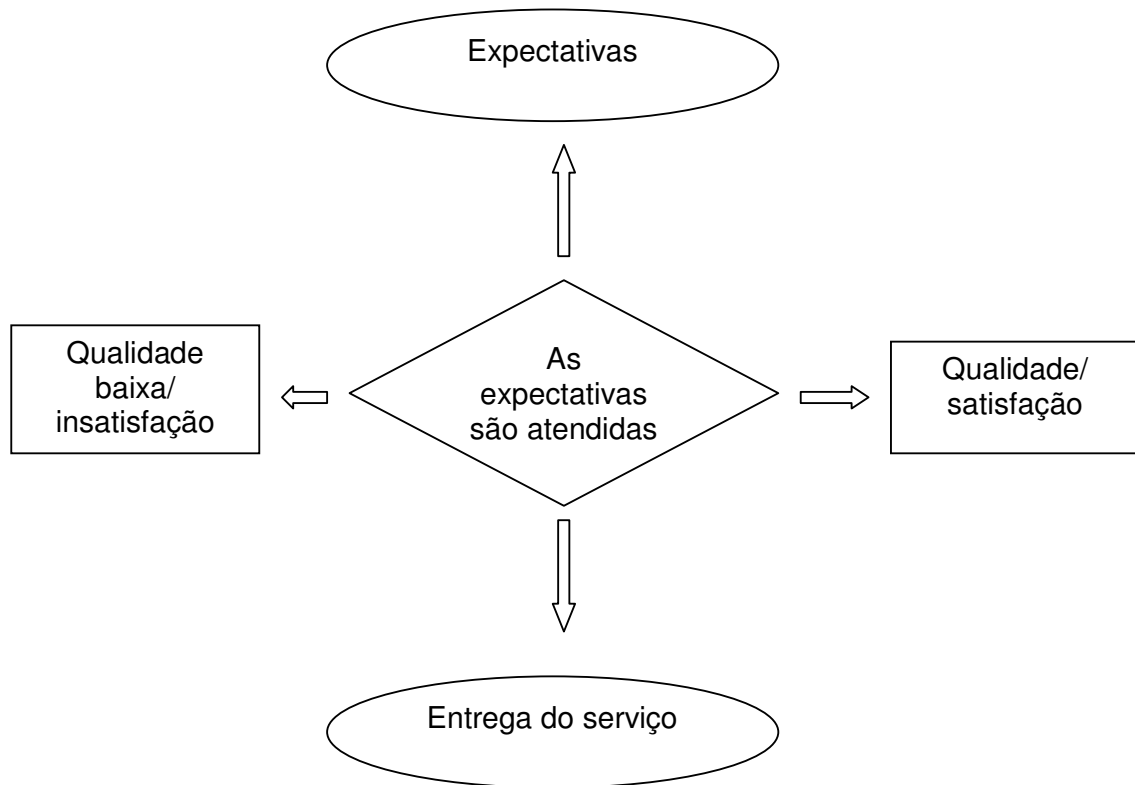 Expectativas
Qualidade
baixa/
insatisfação
As
expectativas
são atendidas
Qualidade/
satisfação
Entrega do serviço